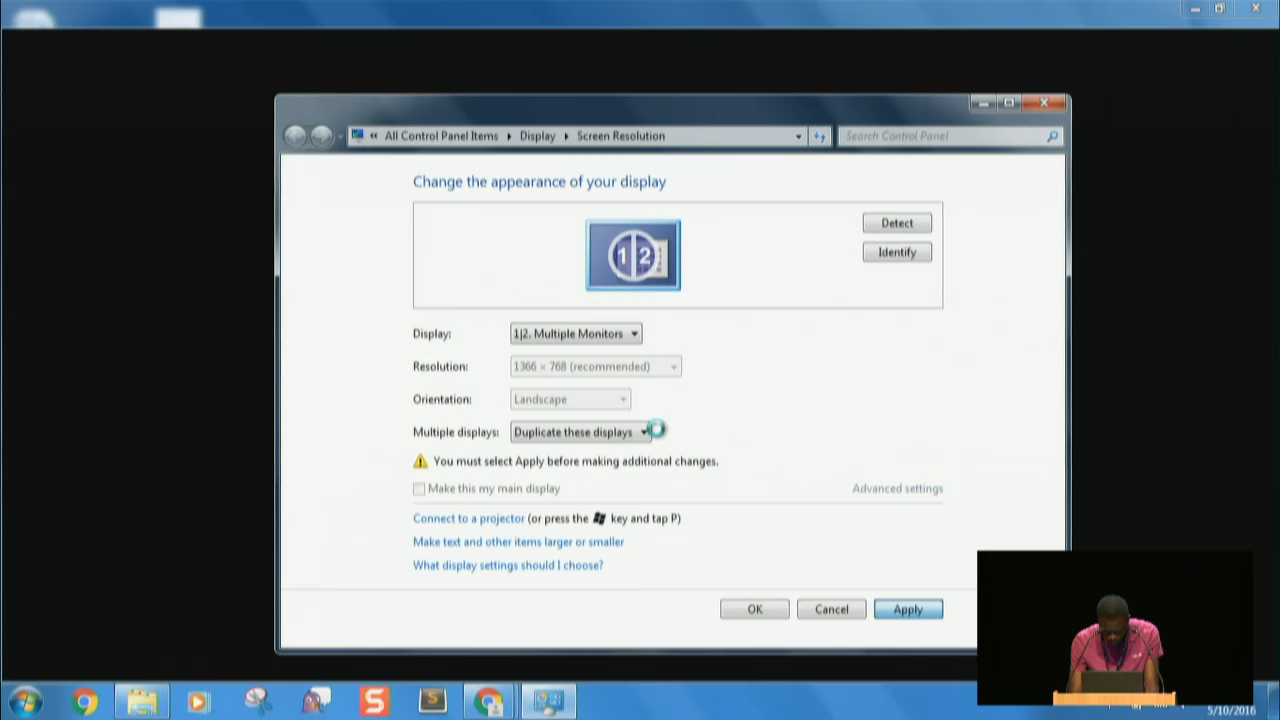 All Control Panel Items Display Screen Resolution Search Control Panel
Change the appearance of your display
1 2
Detect
Identify
Display: 1|2. Multiple Monitors
Resolution: 1366 × 768 (recommended)
Orientation: Landscape
Multiple displays: Duplicate these displays
You must select Apply before making additional changes.
Make this my main display Advanced settings
Connect to a projector (or press the key and tap P)
Make text and other items larger or smaller
What display settings should I choose?
OK Cancel Apply
S S
5/10/2016